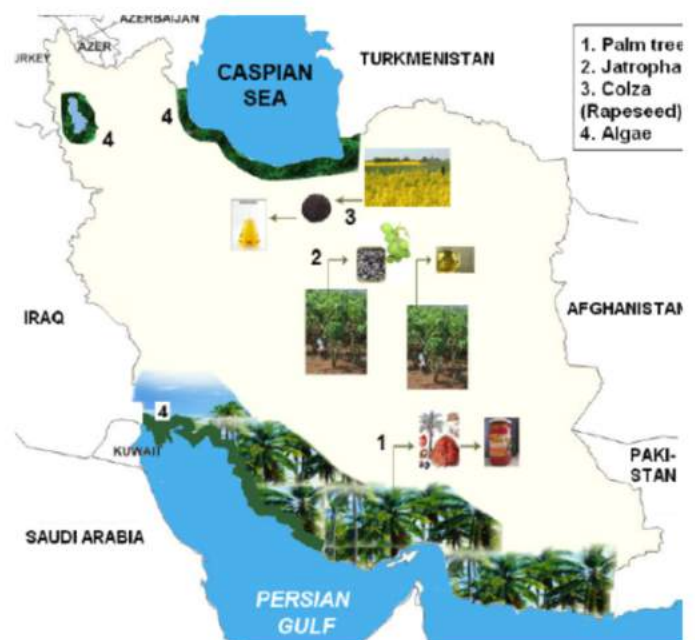 AZERBAIJAN
AZER
URKEY
TURKMENISTAN
CASPIAN
SEA
1. Palm tree
2. Jatropha
3. Colza
(Rapeseed)
4. Algae
4
4
3
2
IRAQ
AFGHANISTAN
4
KUWAIT
1
PAKI-
STAN
SAUDI ARABIA
PERSIAN
GULF